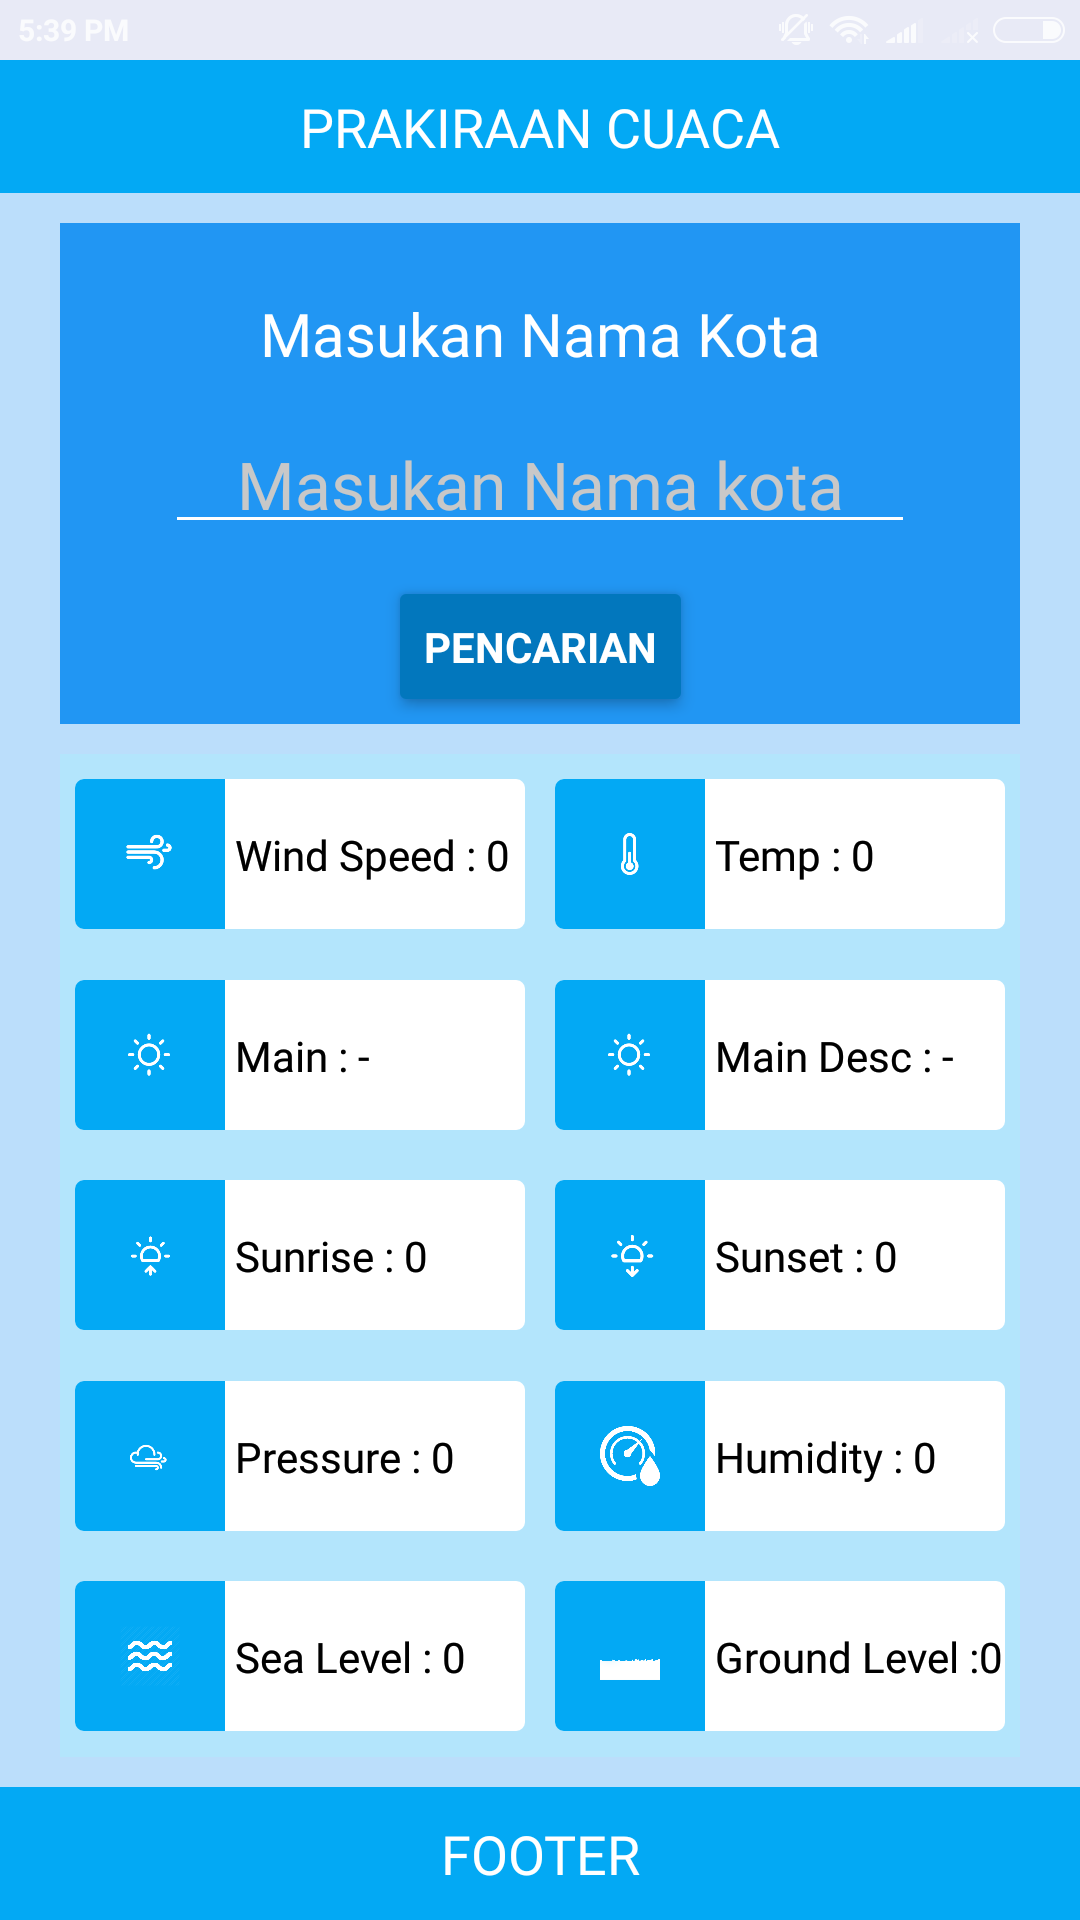 5:39 PM
PRAKIRAAN CUACA
Masukan Nama Kota
Masukan Nama kota
PENCARIAN
Wind Speed : 0
Temp : 0
Main : -
Main Desc : -
Sunrise : 0
Sunset : 0
Pressure : 0
Humidity : 0
Sea Level : 0
Ground Level :0
FOOTER